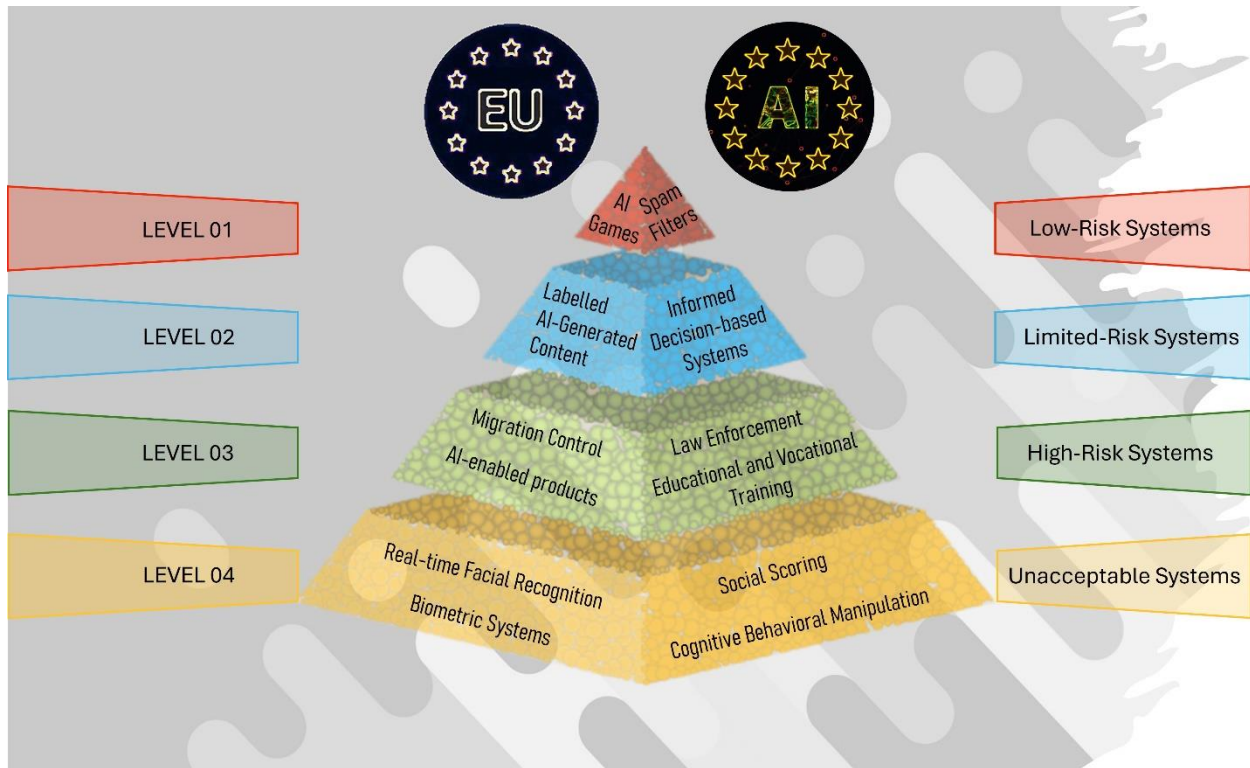 EU
AI
LEVEL 01
AI
Games
Spam
Filters
Low-Risk Systems
LEVEL 02
Labelled
AI-Generated
Content
Informed
Decision-based
Systems
Limited-Risk Systems
LEVEL 03
Migration Control
AI-enabled products
Law Enforcement
Educational and Vocational
Training
High-Risk Systems
LEVEL 04
Real-time Facial Recognition
Biometric Systems
Social Scoring
Cognitive Behavioral Manipulation
Unacceptable Systems